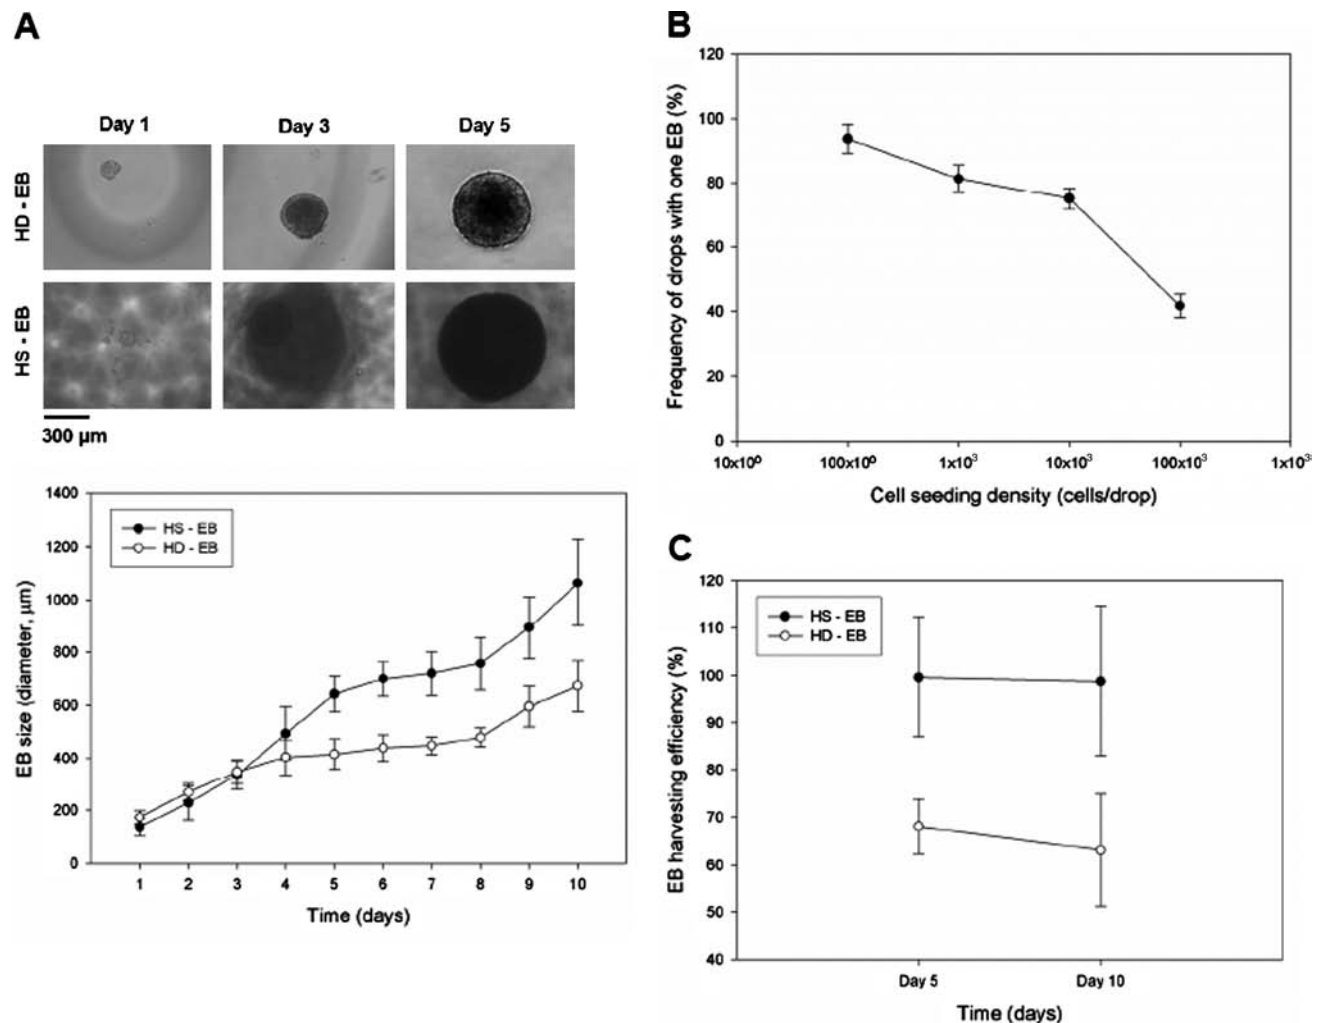 A
Day 1
Day 3
Day 5
HD - EB
HS - EB
300 µm
1400
1200
1000
800
600
400
200
0
HS - EB
HD - EB
EB size (diameter, µm)
1 2 3 4 5 6 7 8 9 10
Time (days)
B
120
100
80
60
40
20
0
Frequency of drops with one EB (%)
10x10⁰ 100x10⁰ 1x10³ 10x10³ 100x10³ 1x10³
Cell seeding density (cells/drop)
C
120
110
100
90
80
70
60
50
40
HS - EB
HD - EB
EB harvesting efficiency (%)
Day 5 Day 10
Time (days)